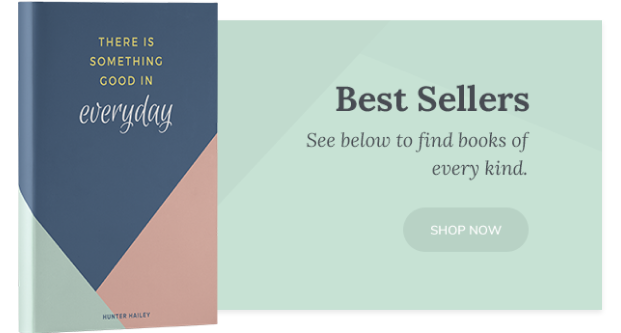 THERE IS
SOMETHING
GOOD IN
everyday
HUNTER HAILEY
Best Sellers
See below to find books of
every kind.
SHOP NOW